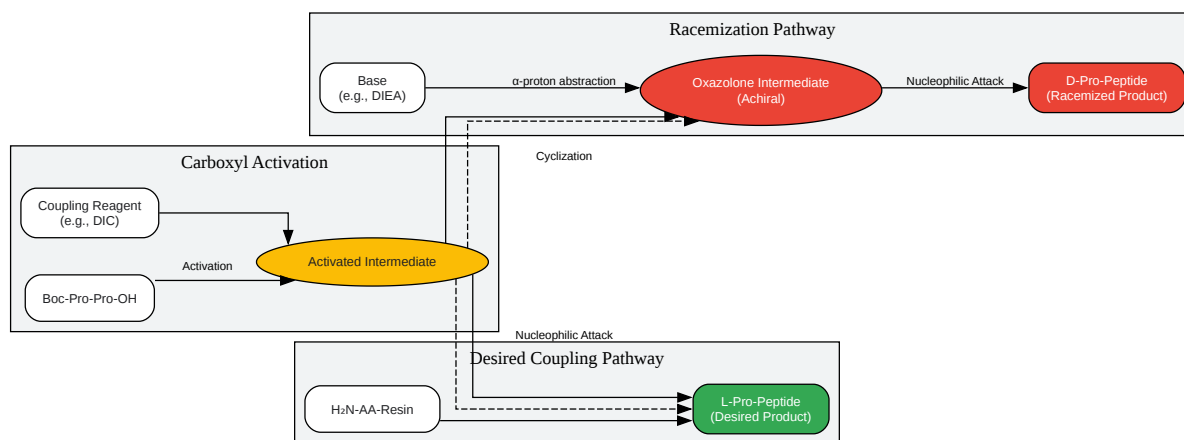 Racemization Pathway
Base
(e.g., DIEA)
α-proton abstraction
Oxazolone Intermediate
(Achiral)
Nucleophilic Attack
D-Pro-Peptide
(Racemized Product)
Cyclization
Carboxyl Activation
Coupling Reagent
(e.g., DIC)
Activation
Activated Intermediate
Boc-Pro-Pro-OH
Nucleophilic Attack
Desired Coupling Pathway
H₂N-AA-Resin
L-Pro-Peptide
(Desired Product)